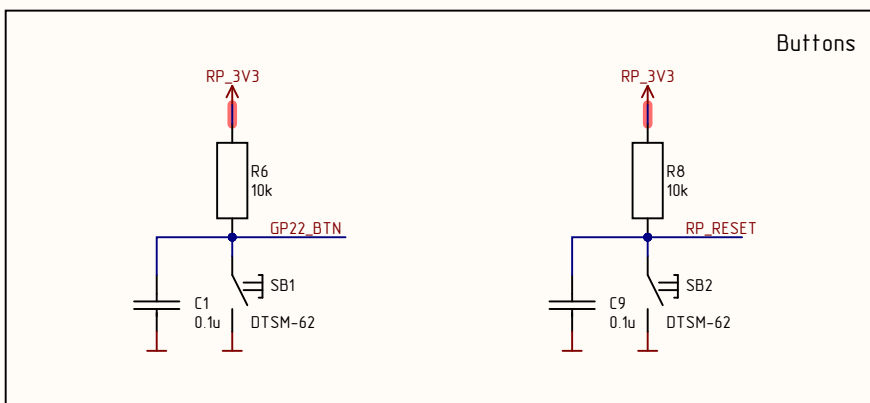 Buttons
RP_3V3
R6
10k
GP22_BTN
SB1
C1
0.1u
DTSM-62
RP_3V3
R8
10k
RP_RESET
SB2
C9
0.1u
DTSM-62